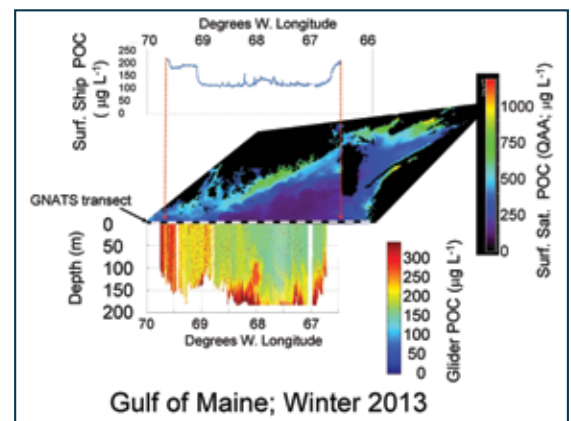 Degrees W. Longitude
70 69 68 67 66
Surf. Ship POC
(µg L-1)
250
200
150
100
50
0
GNATS transect
1000
750
500
250
0
Surf. Sat. POC (QAA; µg L-1)
0
50
100
150
200
Depth (m)
70 69 68 67
Degrees W. Longitude
300
250
200
150
100
50
0
Glider POC (µg L-1)
Gulf of Maine; Winter 2013